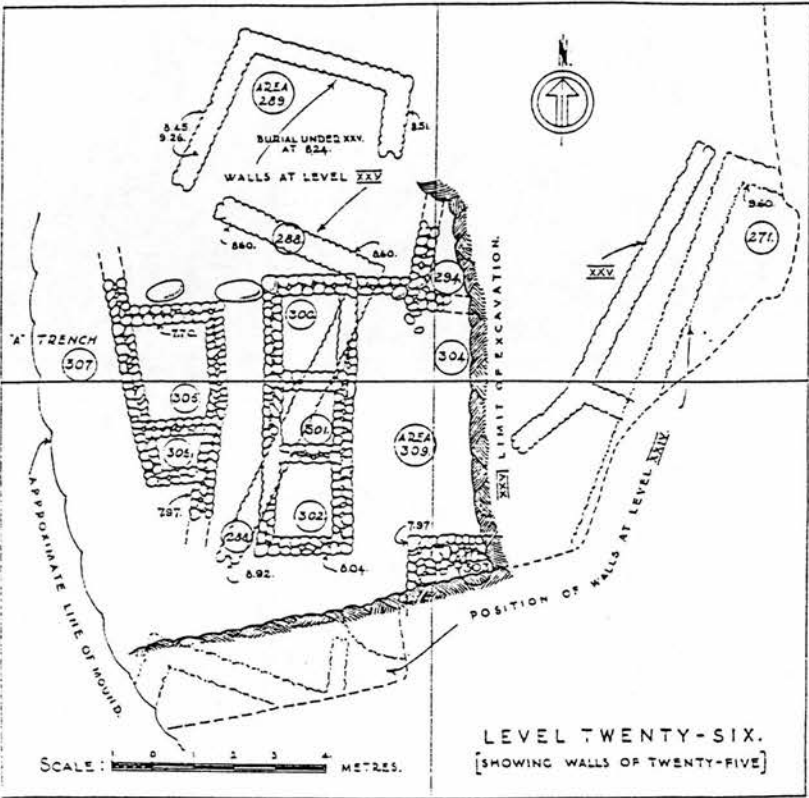 N.
AREA
289
8.45
9.26.
8.51.
BURIAL UNDER XXV.
AT 8.24.
WALLS AT LEVEL XXV
9.60.
271.
8.60.
288.
8.60.
294.
XXV
300.
"A" TRENCH
307
7.70.
304.
305.
301.
AREA
309.
XXVI LIMIT OF EXCAVATION.
7.97.
302.
7.97.
288.
8.92.
8.04.
303.
APPROXIMATE LINE OF MOUND.
POSITION OF WALLS AT LEVEL XXIV.
LEVEL TWENTY-SIX.
[SHOWING WALLS OF TWENTY-FIVE]
SCALE: 1 0 1 2 3 4 METRES.